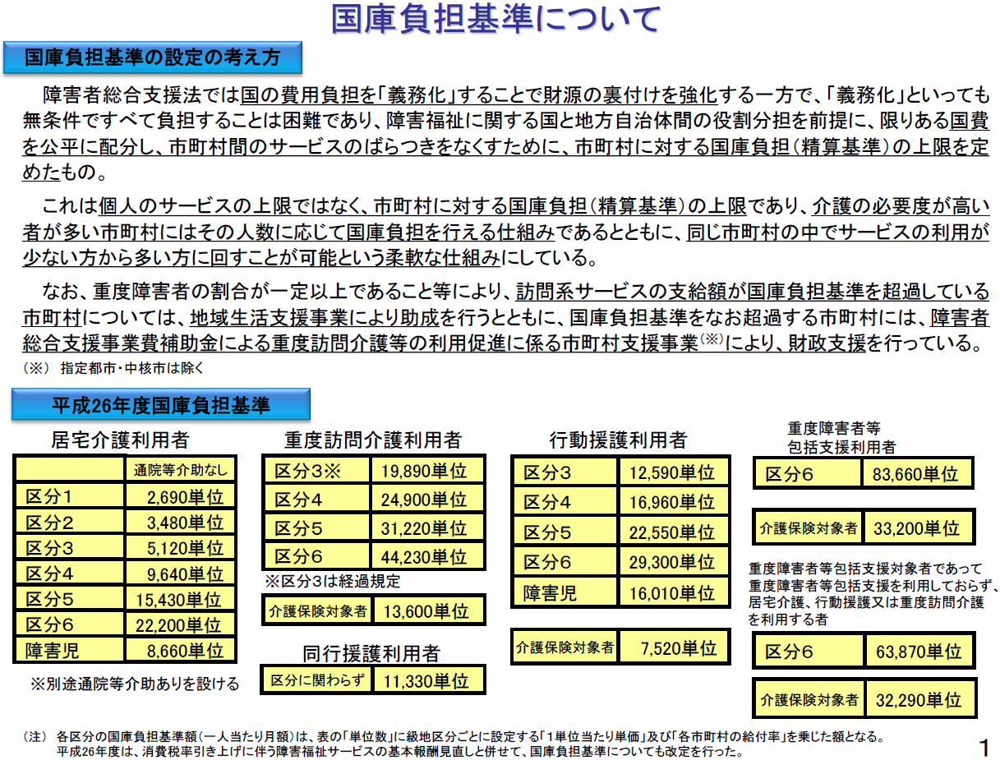 国庫負担基準について
国庫負担基準の設定の考え方
障害者総合支援法では国の費用負担を「義務化」することで財源の裏付けを強化する一方で、「義務化」といっても
無条件ですべて負担することは困難であり、障害福祉に関する国と地方自治体間の役割分担を前提に、限りある国費
を公平に配分し、市町村間のサービスのばらつきをなくすために、市町村に対する国庫負担（精算基準）の上限を定
めたもの。
これは個人のサービスの上限ではなく、市町村に対する国庫負担（精算基準）の上限であり、介護の必要度が高い
者が多い市町村にはその人数に応じて国庫負担を行える仕組みであるとともに、同じ市町村の中でサービスの利用が
少ない方から多い方に回すことが可能という柔軟な仕組みにしている。
なお、重度障害者の割合が一定以上であること等により、訪問系サービスの支給額が国庫負担基準を超過している
市町村については、地域生活支援事業により助成を行うとともに、国庫負担基準をなお超過する市町村には、障害者
総合支援事業費補助金による重度訪問介護等の利用促進に係る市町村支援事業（※）により、財政支援を行っている。
（※） 指定都市・中核市は除く
平成26年度国庫負担基準
居宅介護利用者
通院等介助なし
区分１ 2,690単位
区分２ 3,480単位
区分３ 5,120単位
区分４ 9,640単位
区分５ 15,430単位
区分６ 22,200単位
障害児 8,660単位
※別途通院等介助ありを設ける
重度訪問介護利用者
区分３※ 19,890単位
区分４ 24,900単位
区分５ 31,220単位
区分６ 44,230単位
※区分３は経過規定
介護保険対象者 13,600単位
同行援護利用者
区分に関わらず 11,330単位
行動援護利用者
区分３ 12,590単位
区分４ 16,960単位
区分５ 22,550単位
区分６ 29,300単位
障害児 16,010単位
介護保険対象者 7,520単位
重度障害者等
包括支援利用者
区分６ 83,660単位
介護保険対象者 33,200単位
重度障害者等包括支援対象者であって
重度障害者等包括支援を利用しておらず、
居宅介護、行動援護又は重度訪問介護
を利用する者
区分６ 63,870単位
介護保険対象者 32,290単位
（注） 各区分の国庫負担基準額（一人当たり月額）は、表の「単位数」に級地区分ごとに設定する「１単位当たり単価」及び「各市町村の給付率」を乗じた額となる。
平成26年度は、消費税率引き上げに伴う障害福祉サービスの基本報酬見直しと併せて、国庫負担基準についても改定を行った。
1